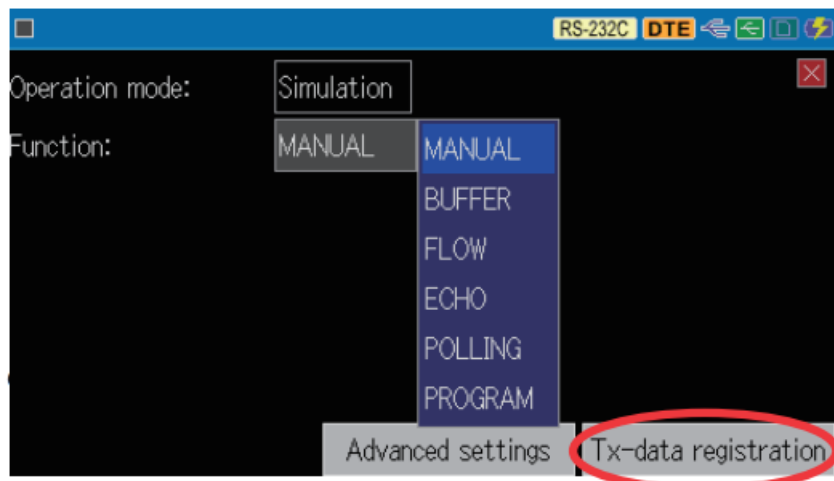 RS-232C DTE
Operation mode: Simulation
Function: MANUAL MANUAL
BUFFER
FLOW
ECHO
POLLING
PROGRAM
Advanced settings Tx-data registration